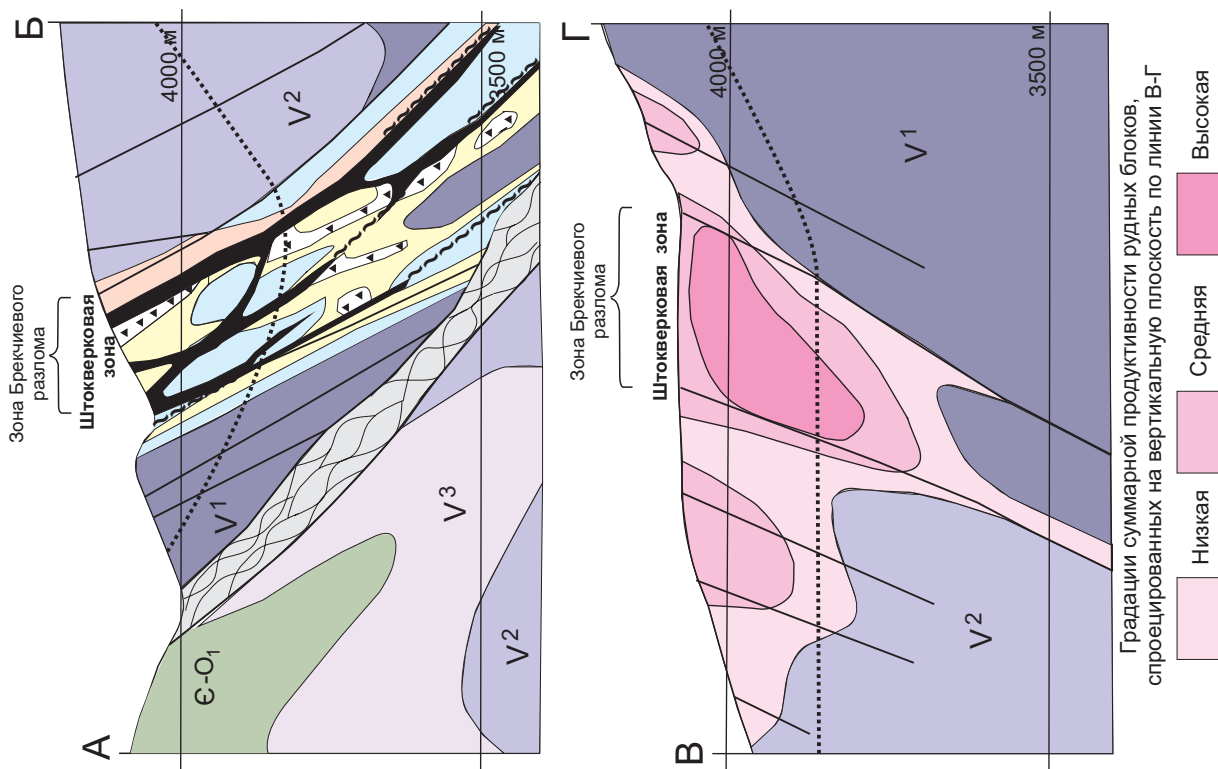 А
Б
Зона Брекчиевого
разлома
Штокверковая
зона
4000 м
3500 м
Є-О1
V3
V2
V1
V2
В
Г
Зона Брекчиевого
разлома
Штокверковая зона
4000 м
3500 м
V2
V1
Градации суммарной продуктивности рудных блоков,
спроецированных на вертикальную плоскость по линии В-Г
Низкая
Средняя
Высокая